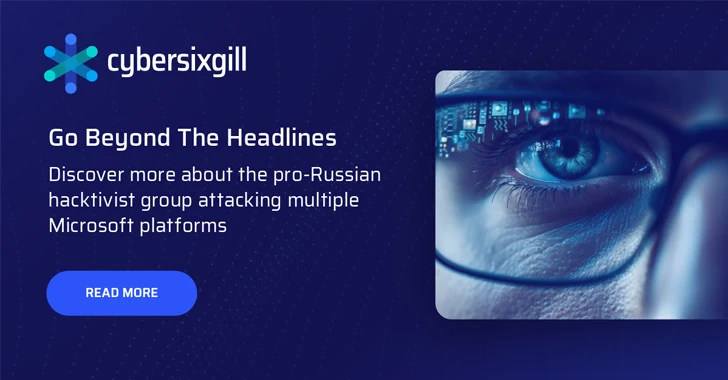 cybersixgill
Go Beyond The Headlines
Discover more about the pro-Russian
hacktivist group attacking multiple
Microsoft platforms
READ MORE